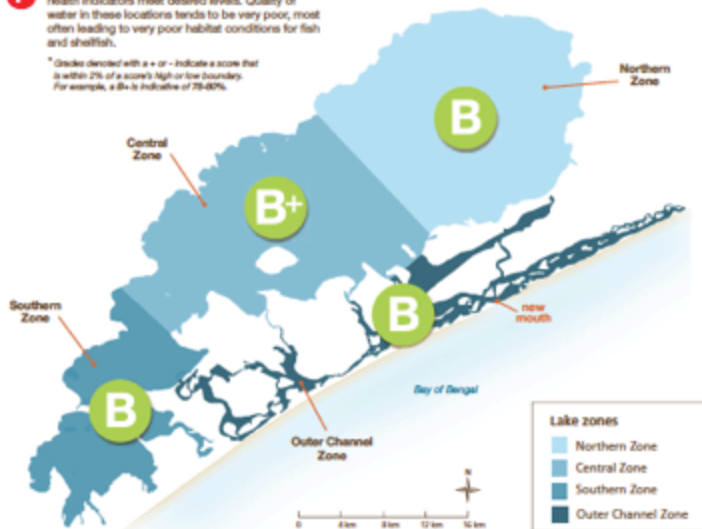 health indicators meet desired levels. Quality of
water in these locations tends to be very poor, most
often leading to very poor habitat conditions for fish
and shellfish.
* Grades denoted with a + or - indicate a score that
is within 2% of a score's high or low boundary.
For example, a B+ is indicative of 78-80%.
Northern
Zone
B
Central
Zone
B+
Southern
Zone
B
new
mouth
B
Bay of Bengal
Outer Channel
Zone
N
0 4 km 8 km 12 km 16 km
Lake zones
Northern Zone
Central Zone
Southern Zone
Outer Channel Zone